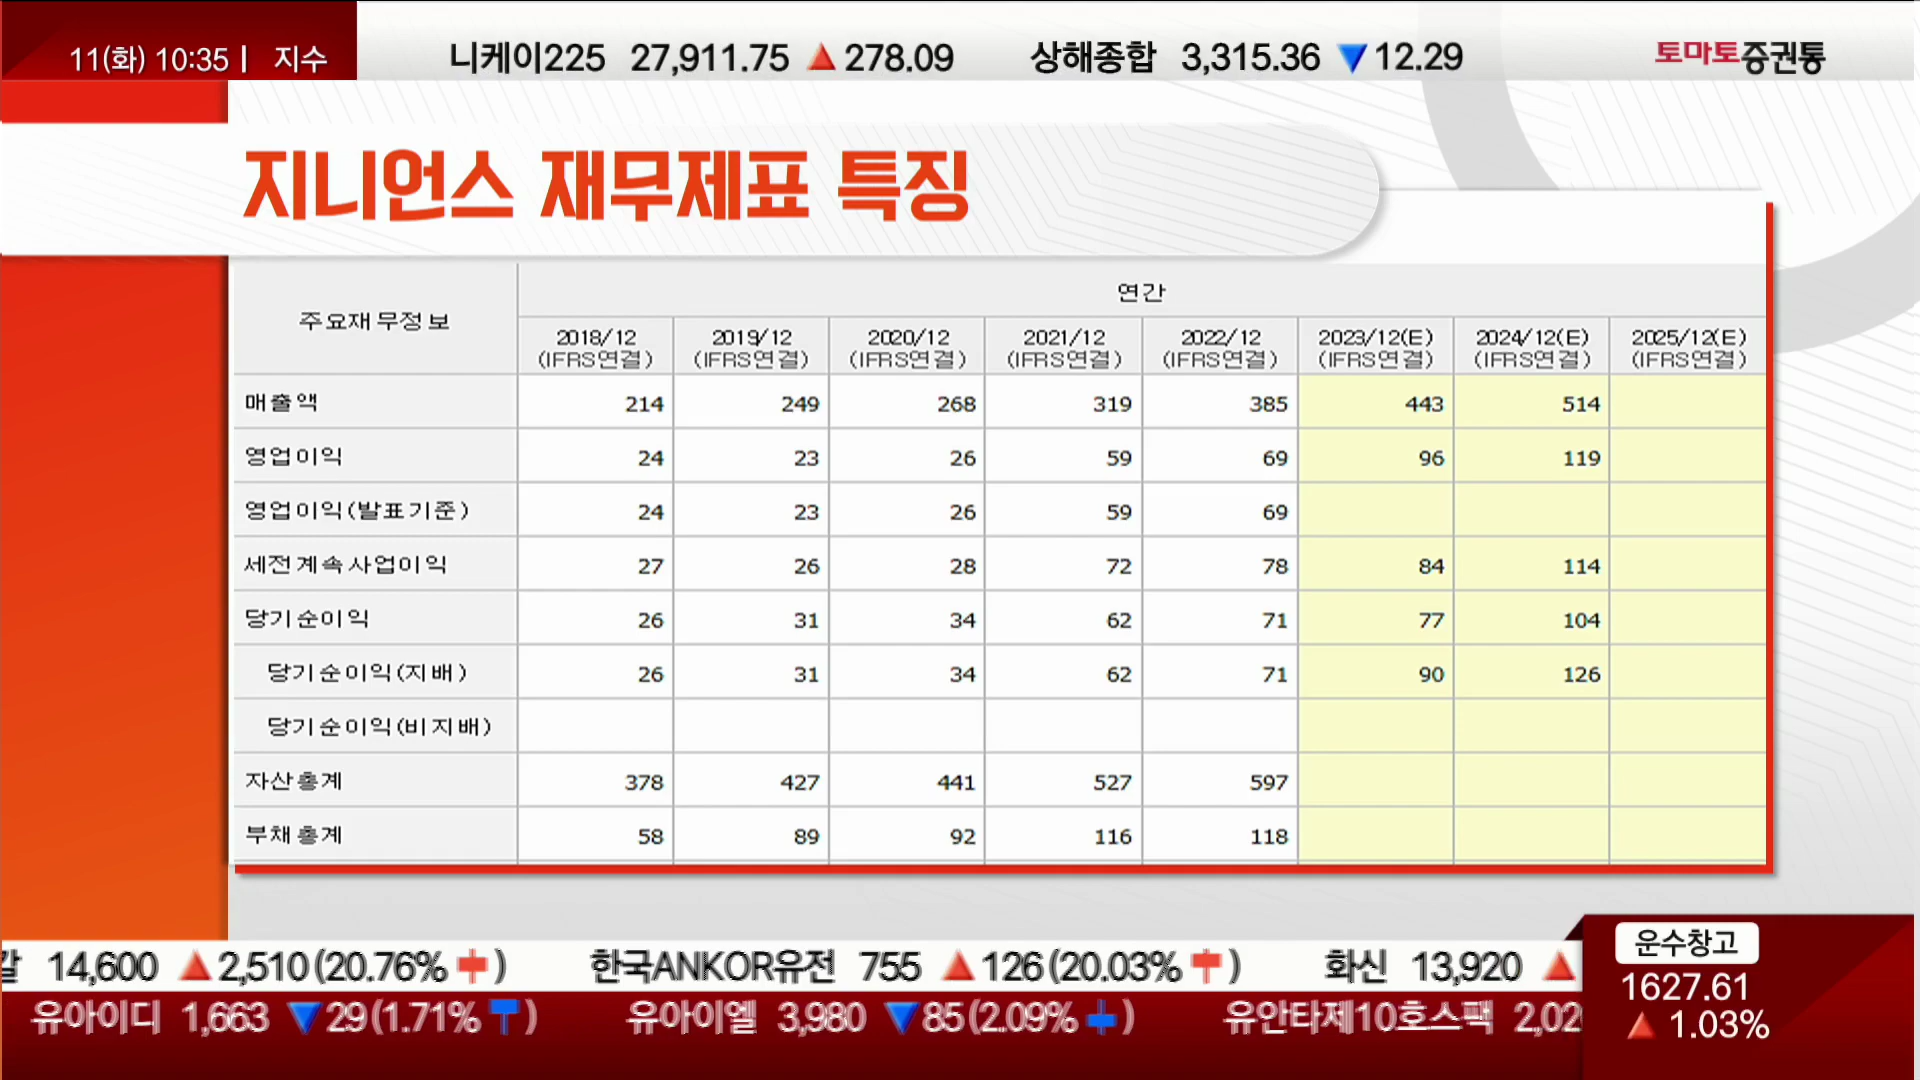 11(화) 10:35 | 지수 니케이225 27,911.75 ▲278.09 상해종합 3,315.36 ▼12.29 토마토증권통
지니언스 재무제표 특징
주요재무정보 연간
2018/12 (IFRS연결) 2019/12 (IFRS연결) 2020/12 (IFRS연결) 2021/12 (IFRS연결) 2022/12 (IFRS연결) 2023/12(E) (IFRS연결) 2024/12(E) (IFRS연결) 2025/12(E) (IFRS연결)
매출액 214 249 268 319 385 443 514
영업이익 24 23 26 59 69 96 119
영업이익(발표기준) 24 23 26 59 69
세전계속사업이익 27 26 28 72 78 84 114
당기순이익 26 31 34 62 71 77 104
당기순이익(지배) 26 31 34 62 71 90 126
당기순이익(비지배)
자산총계 378 427 441 527 597
부채총계 58 89 92 116 118
14,600 ▲2,510(20.76%) 한국ANKOR유전 755 ▲126(20.03%) 화신 13,920 ▲
유아이디 1,663 ▼29(1.71%) 유아이엘 3,980 ▼85(2.09%) 유안타제10호스팩
운수창고
1627.61
▲ 1.03%